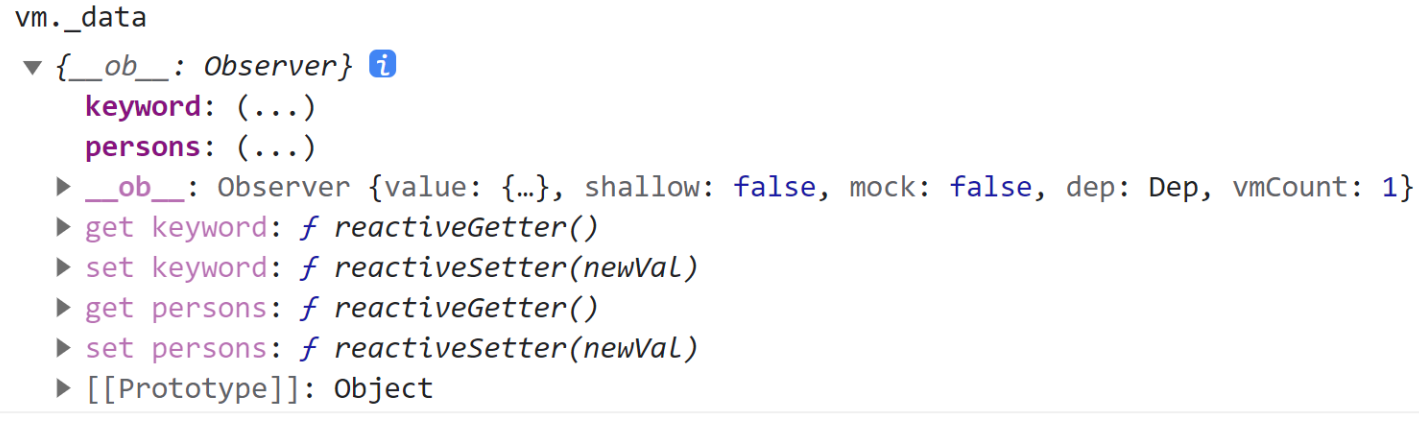 vm._data
▼ {__ob__: Observer} i
keyword: (...)
persons: (...)
▶ __ob__: Observer {value: {…}, shallow: false, mock: false, dep: Dep, vmCount: 1}
▶ get keyword: ƒ reactiveGetter()
▶ set keyword: ƒ reactiveSetter(newVal)
▶ get persons: ƒ reactiveGetter()
▶ set persons: ƒ reactiveSetter(newVal)
▶ [[Prototype]]: Object